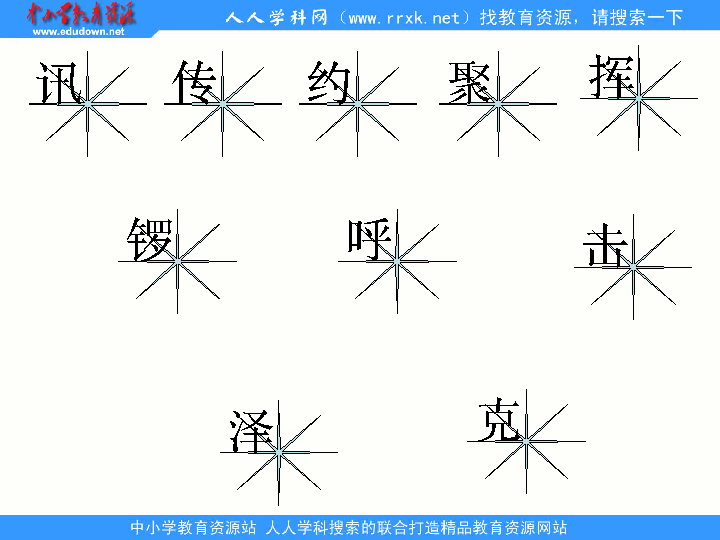 中小学教育资源
www.edudown.net
人人学科网（www.rrxk.net）找教育资源，请搜索一下
讯 传 约 聚 挥
锣 呼 击
泽 克
中小学教育资源站 人人学科搜索的联合打造精品教育资源网站